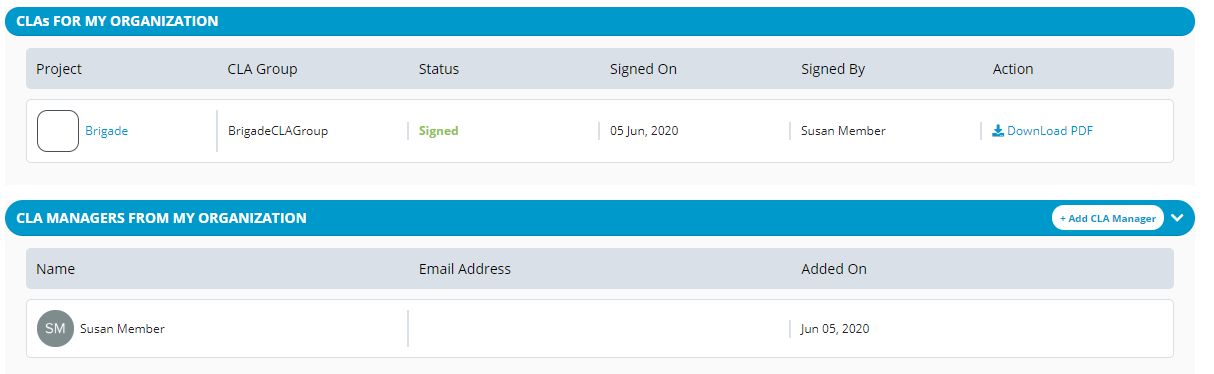 CLAs FOR MY ORGANIZATION
Project CLA Group Status Signed On Signed By Action
Brigade BrigadeCLAGroup Signed 05 Jun, 2020 Susan Member DownLoad PDF
CLA MANAGERS FROM MY ORGANIZATION + Add CLA Manager
Name Email Address Added On
SM Susan Member Jun 05, 2020